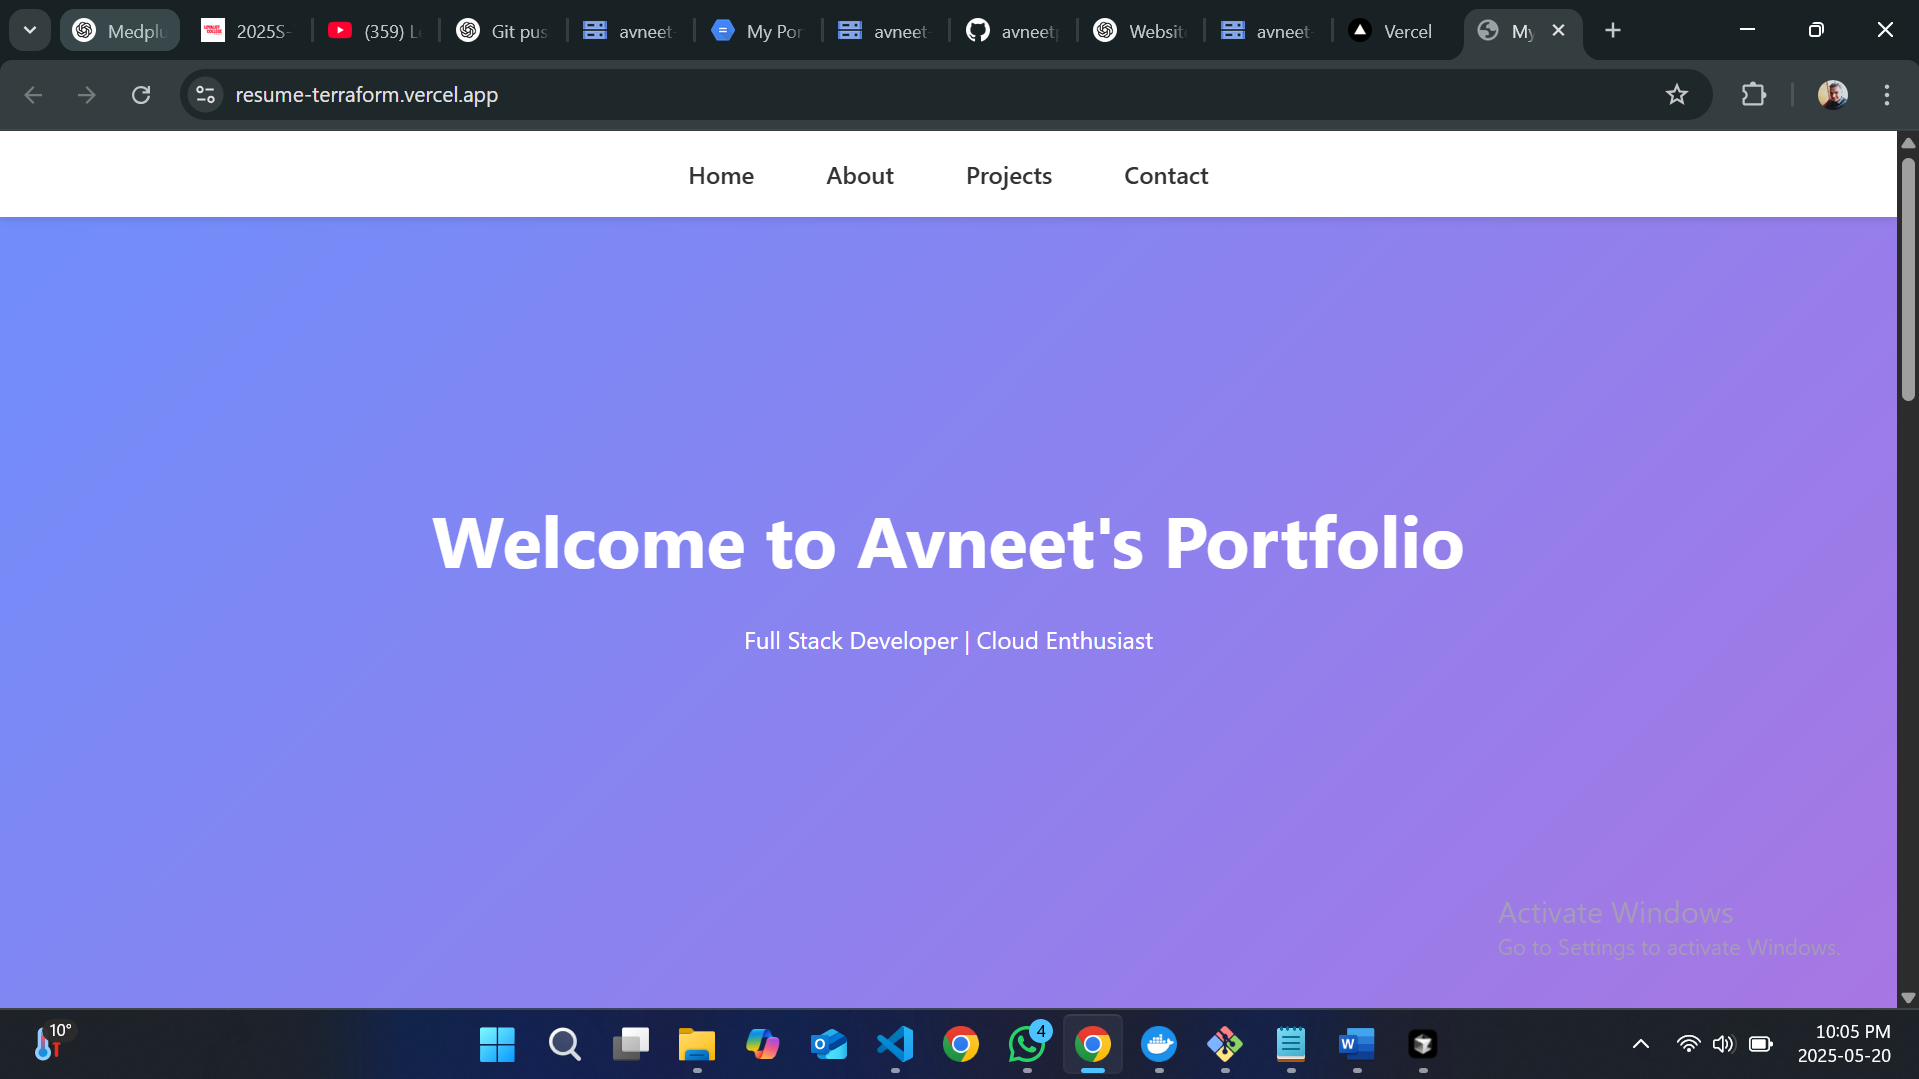 Medplu
2025S-
(359) Le
Git pus
avneet-
My Por
avneet-
avneet
Website
avneet-
Vercel
My
resume-terraform.vercel.app
Home
About
Projects
Contact
Welcome to Avneet's Portfolio
Full Stack Developer | Cloud Enthusiast
Activate Windows
Go to Settings to activate Windows.
10°
4
10:05 PM
2025-05-20